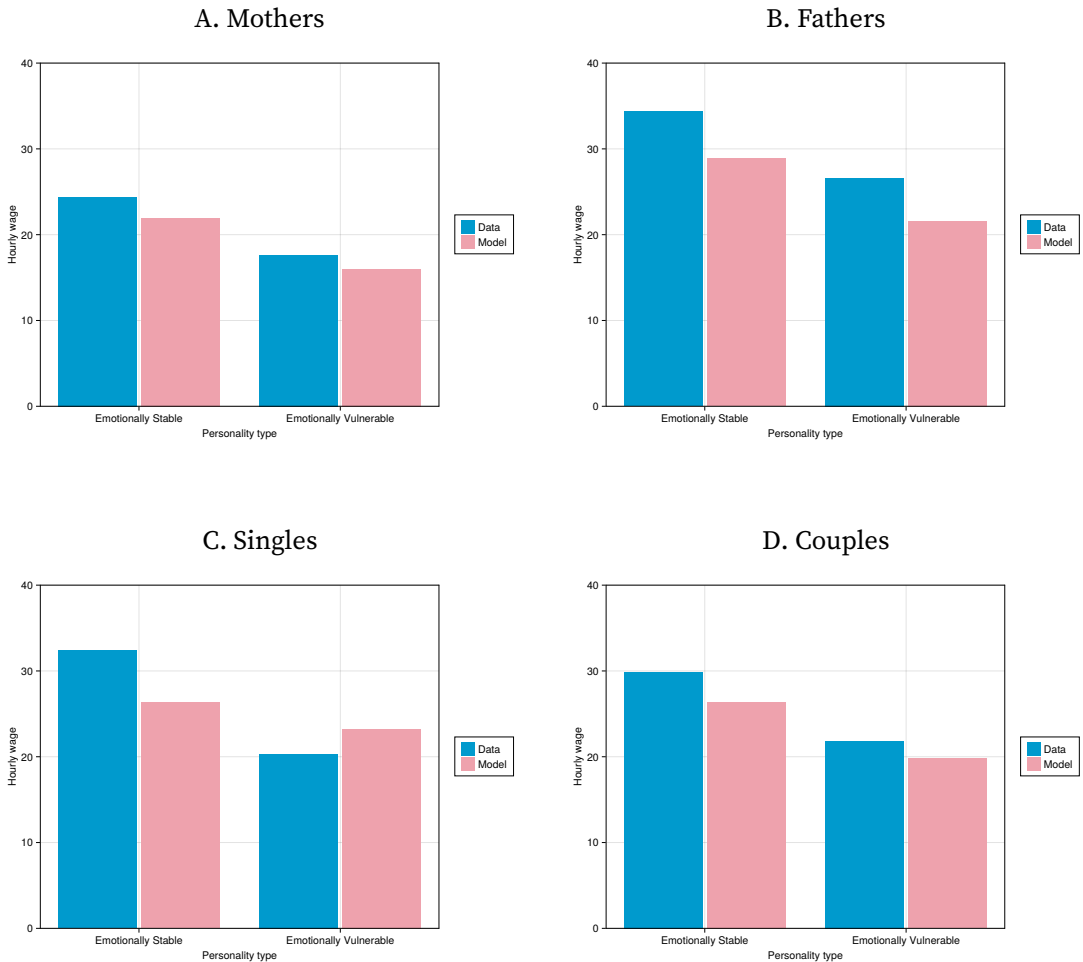 A. Mothers
40
30
20
10
0
Hourly wage
Emotionally Stable
Emotionally Vulnerable
Personality type
Data
Model
B. Fathers
40
30
20
10
0
Hourly wage
Emotionally Stable
Emotionally Vulnerable
Personality type
Data
Model
C. Singles
40
30
20
10
0
Hourly wage
Emotionally Stable
Emotionally Vulnerable
Personality type
Data
Model
D. Couples
40
30
20
10
0
Hourly wage
Emotionally Stable
Emotionally Vulnerable
Personality type
Data
Model